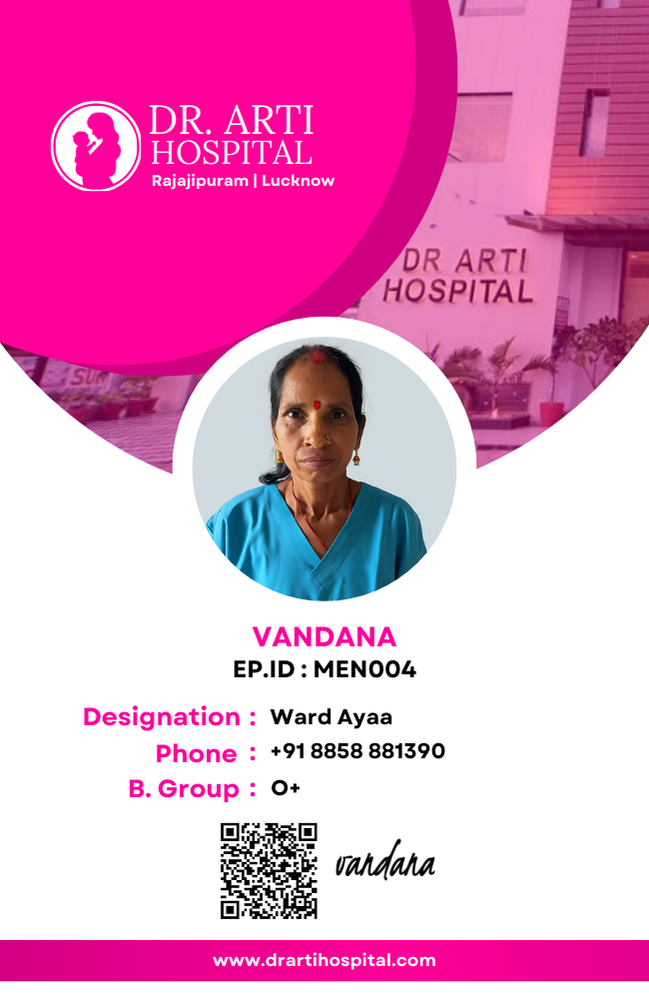 DR. ARTI
HOSPITAL
Rajajipuram | Lucknow
DR ARTI
HOSPITAL
VANDANA
EP.ID : MEN004
Designation : Ward Ayaa
Phone : +91 8858 881390
B. Group : O+
vandana
www.drartihospital.com